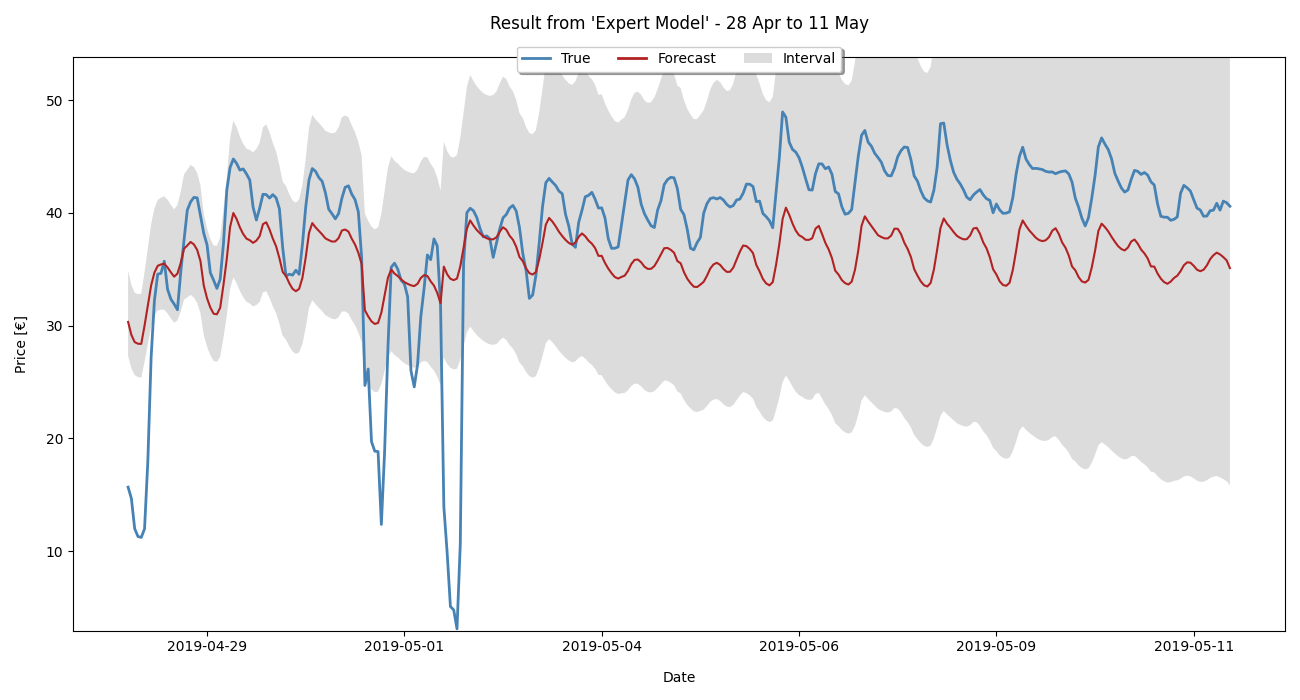 Result from 'Expert Model' - 28 Apr to 11 May
True Forecast Interval
Price [€]
50
40
30
20
10
2019-04-29 2019-05-01 2019-05-04 2019-05-06 2019-05-09 2019-05-11
Date